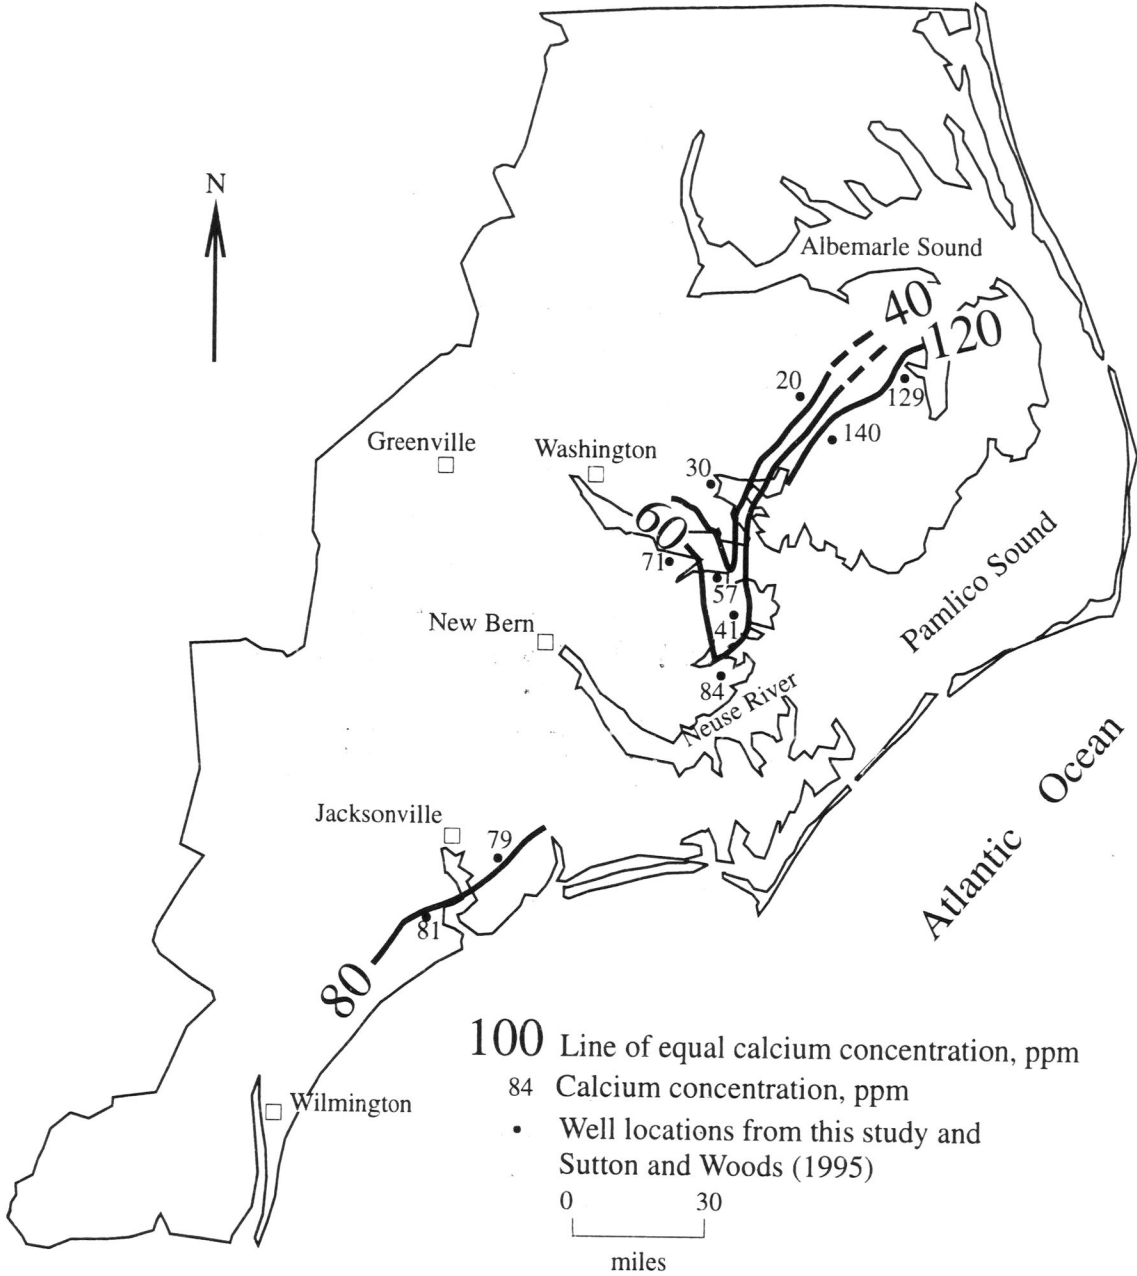 N
Albemarle Sound
40
120
20
129
Greenville
Washington
140
30
60
71
57
Pamlico Sound
New Bern
41
84
Neuse River
Atlantic Ocean
Jacksonville
79
81
80
100 Line of equal calcium concentration, ppm
84 Calcium concentration, ppm
Well locations from this study and
Sutton and Woods (1995)
Wilmington
0 30
miles